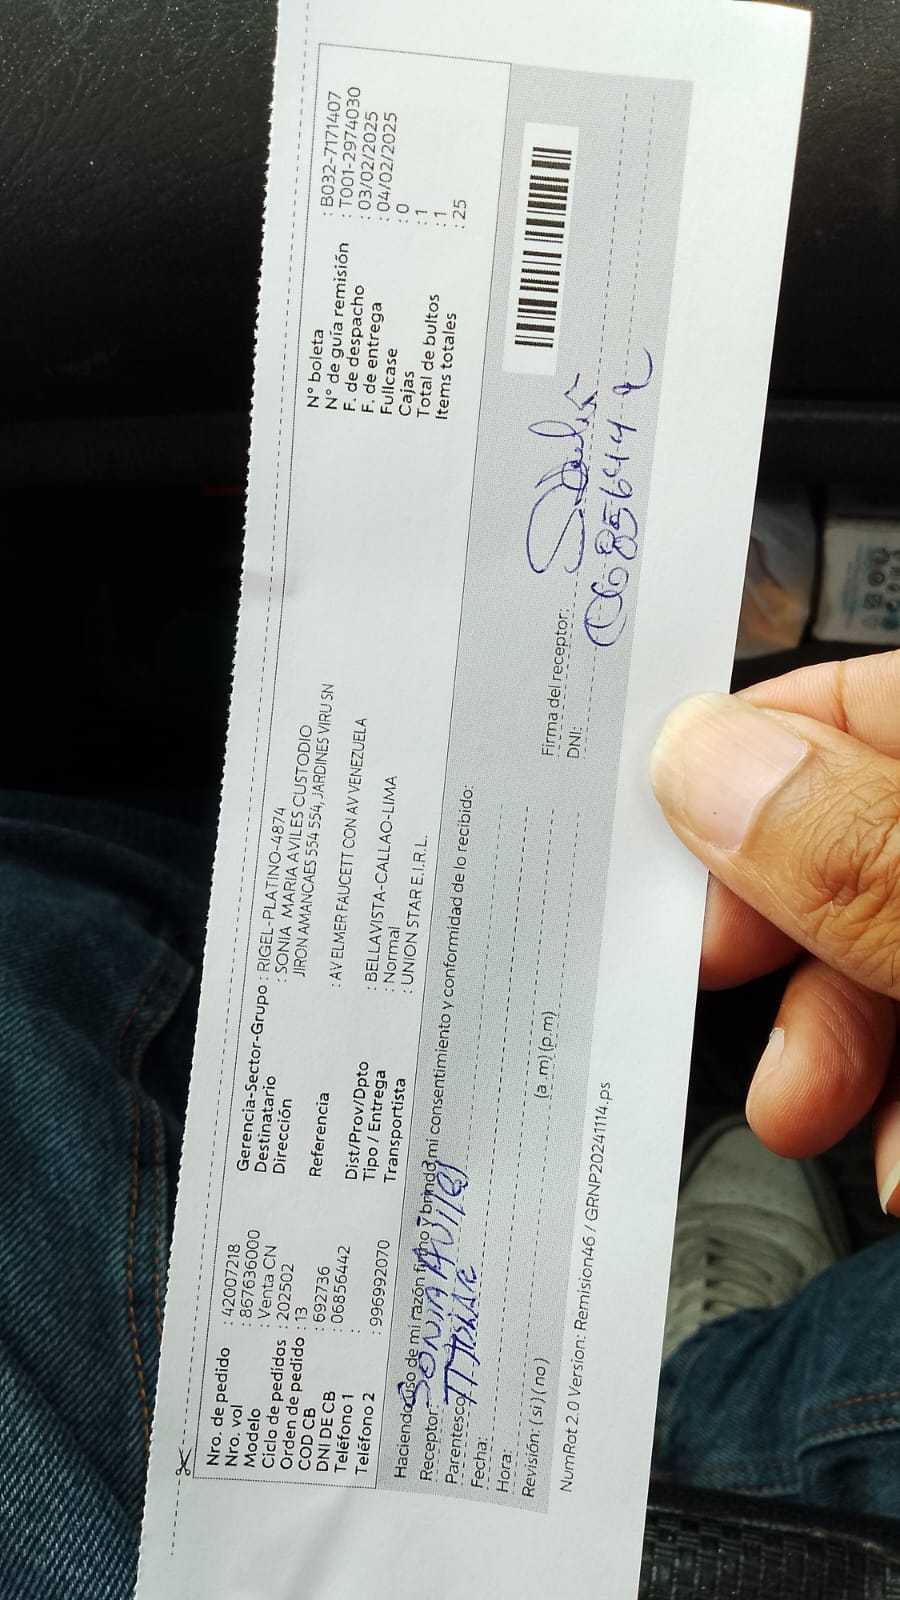 Nro. de pedido : 42007218
Nro. vol : 867636000
Modelo : Venta CN
Ciclo de pedidos : 202502
Orden de pedido : 13
COD CB : 692736
DNI DE CB : 06856442
Teléfono 1 :
Teléfono 2 : 996992070
Gerencia-Sector-Grupo : RIGEL-PLATINO-4874
Destinatario : SONIA MARIA AVILES CUSTODIO
Dirección JIRON AMANCAES 554 554, JARDINES VIRU SN
Referencia : AV ELMER FAUCETT CON AV VENEZUELA
Dist/Prov/Dpto : BELLAVISTA-CALLAO-LIMA
Tipo / Entrega : Normal
Transportista : UNION STAR E.I.R.L.
N° boleta : B032-7171407
N° de guía remisión : T001-2974030
F. de despacho : 03/02/2025
F. de entrega : 04/02/2025
Fullcase : 0
Cajas : 1
Total de bultos : 1
Items totales : 25
Haciendo uso de mi razón firmo y brindo mi consentimiento y conformidad de lo recibido:
Receptor: SONIA AVILES
Parentesco: TITULAR
Fecha:
Hora: (a.m) (p.m)
Revisión: (si) (no)
Firma del receptor:
DNI: 06856442
NumRot 2.0 Version: Remision46 / GRNP20241114.ps